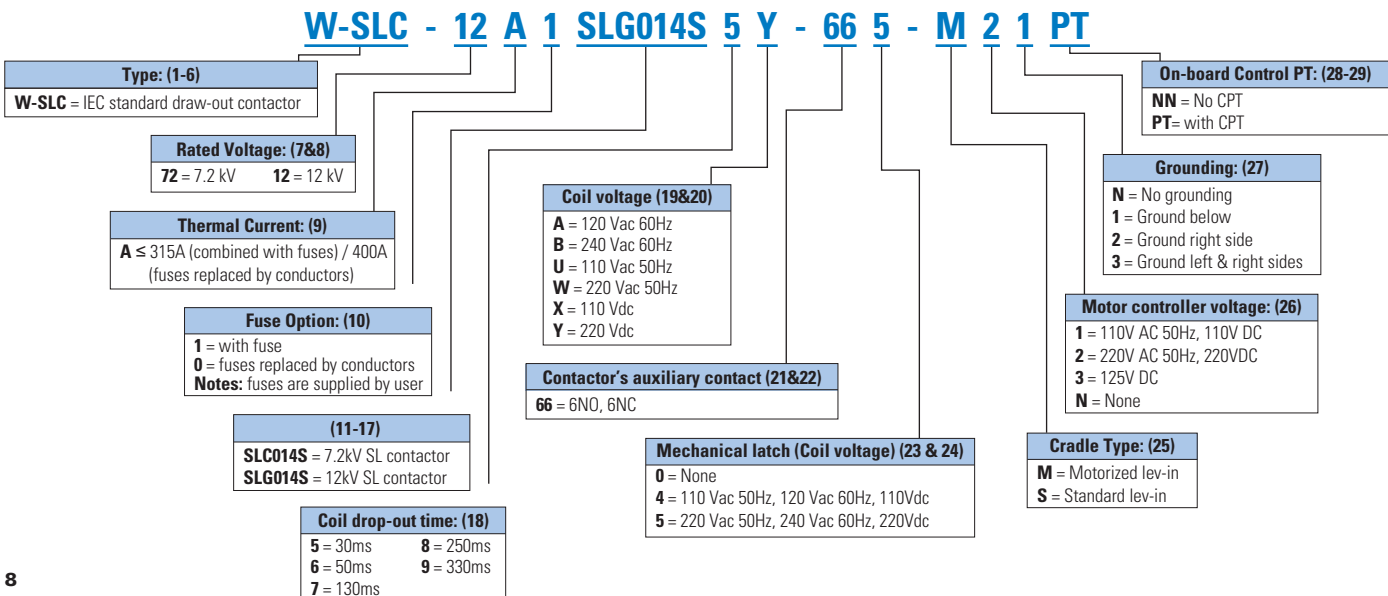 W-SLC - 12 A 1 SLG014S 5 Y - 66 5 - M 2 1 PT
Type: (1-6)
W-SLC = IEC standard draw-out contactor
Rated Voltage: (7&8)
72 = 7.2 kV 12 = 12 kV
Thermal Current: (9)
A ≤ 315A (combined with fuses) / 400A
(fuses replaced by conductors)
Fuse Option: (10)
1 = with fuse
0 = fuses replaced by conductors
Notes: fuses are supplied by user
(11-17)
SLC014S = 7.2kV SL contactor
SLG014S = 12kV SL contactor
Coil drop-out time: (18)
5 = 30ms 8 = 250ms
6 = 50ms 9 = 330ms
7 = 130ms
Coil voltage (19&20)
A = 120 Vac 60Hz
B = 240 Vac 60Hz
U = 110 Vac 50Hz
W = 220 Vac 50Hz
X = 110 Vdc
Y = 220 Vdc
Contactor's auxiliary contact (21&22)
66 = 6NO, 6NC
Mechanical latch (Coil voltage) (23 & 24)
0 = None
4 = 110 Vac 50Hz, 120 Vac 60Hz, 110Vdc
5 = 220 Vac 50Hz, 240 Vac 60Hz, 220Vdc
Cradle Type: (25)
M = Motorized lev-in
S = Standard lev-in
Motor controller voltage: (26)
1 = 110V AC 50Hz, 110V DC
2 = 220V AC 50Hz, 220VDC
3 = 125V DC
N = None
Grounding: (27)
N = No grounding
1 = Ground below
2 = Ground right side
3 = Ground left & right sides
On-board Control PT: (28-29)
NN = No CPT
PT= with CPT
8